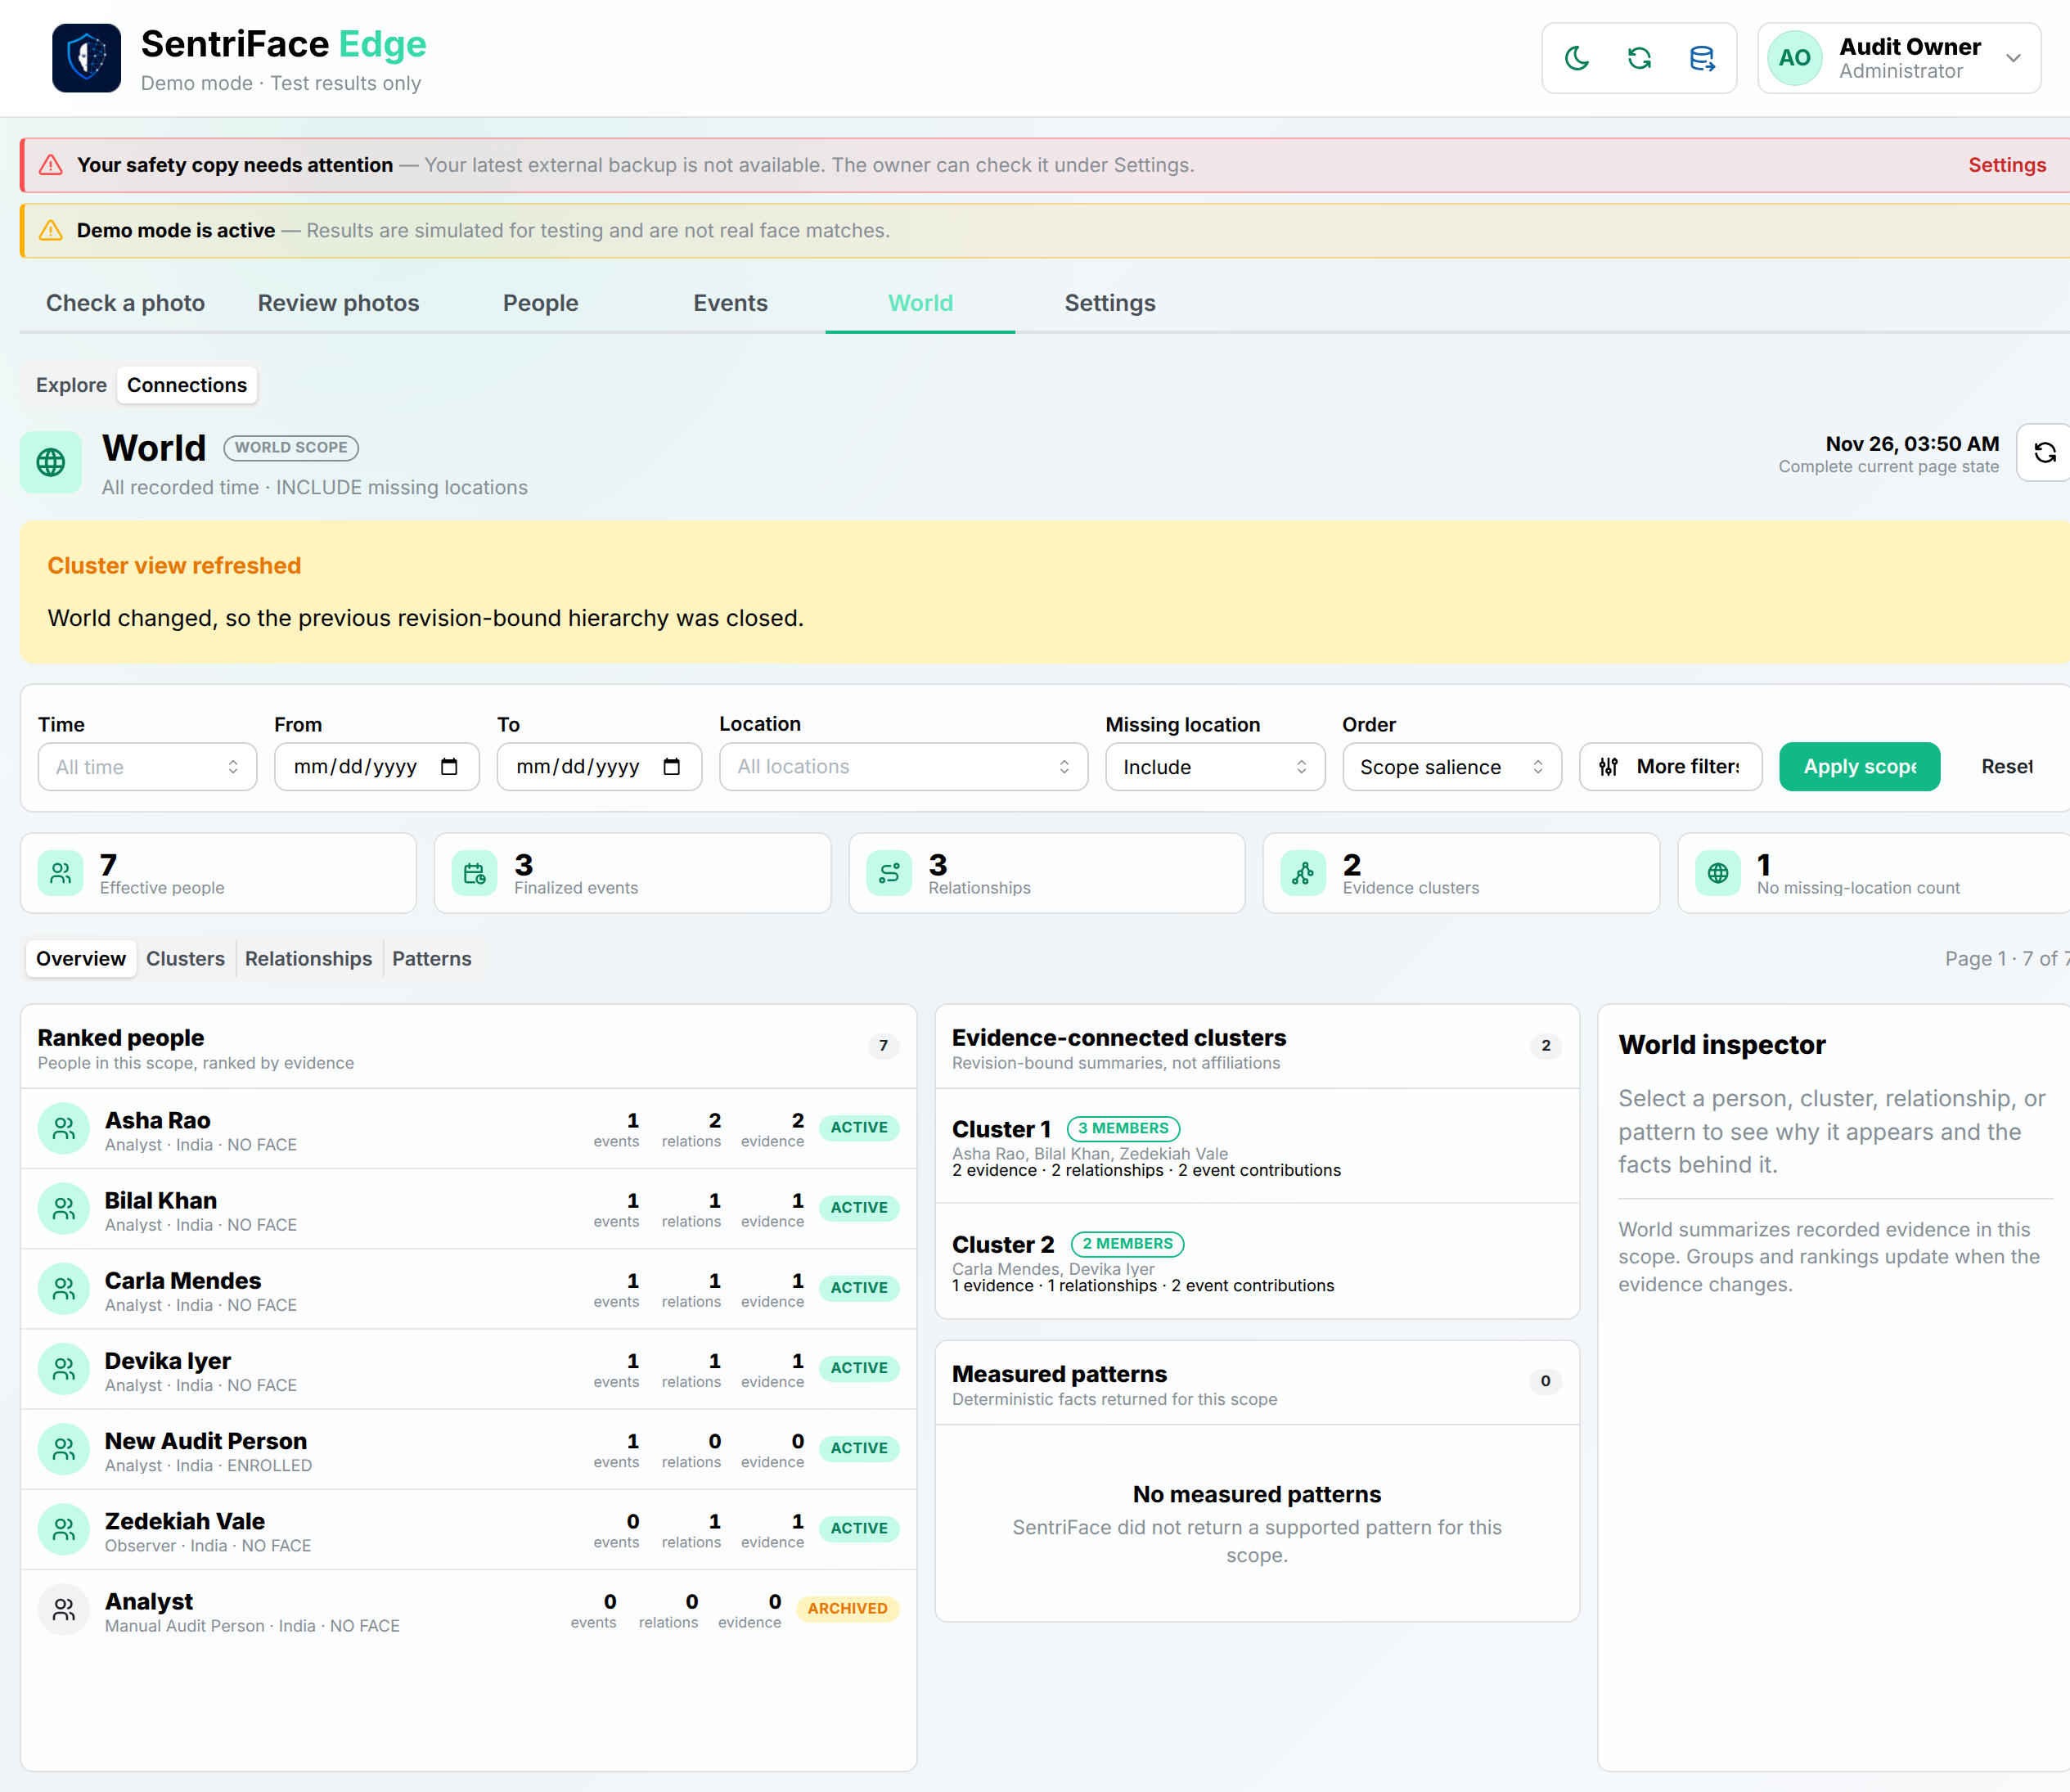 SentriFace Edge
Demo mode · Test results only
AO
Audit Owner
Administrator
Your safety copy needs attention — Your latest external backup is not available. The owner can check it under Settings.
Settings
Demo mode is active — Results are simulated for testing and are not real face matches.
Check a photo
Review photos
People
Events
World
Settings
Explore
Connections
World
WORLD SCOPE
All recorded time · INCLUDE missing locations
Nov 26, 03:50 AM
Complete current page state
Cluster view refreshed
World changed, so the previous revision-bound hierarchy was closed.
Time
From
To
Location
Missing location
Order
All time
mm/dd/yyyy
mm/dd/yyyy
All locations
Include
Scope salience
More filters
Apply scope
Reset
7
Effective people
3
Finalized events
3
Relationships
2
Evidence clusters
1
No missing-location count
Overview
Clusters
Relationships
Patterns
Page 1 · 7 of 7
Ranked people
People in this scope, ranked by evidence
7
Asha Rao
Analyst · India · NO FACE
1 events
2 relations
2 evidence
ACTIVE
Bilal Khan
Analyst · India · NO FACE
1 events
1 relations
1 evidence
ACTIVE
Carla Mendes
Analyst · India · NO FACE
1 events
1 relations
1 evidence
ACTIVE
Devika Iyer
Analyst · India · NO FACE
1 events
1 relations
1 evidence
ACTIVE
New Audit Person
Analyst · India · ENROLLED
1 events
0 relations
0 evidence
ACTIVE
Zedekiah Vale
Observer · India · NO FACE
0 events
1 relations
1 evidence
ACTIVE
Analyst
Manual Audit Person · India · NO FACE
0 events
0 relations
0 evidence
ARCHIVED
Evidence-connected clusters
Revision-bound summaries, not affiliations
2
Cluster 1
3 MEMBERS
Asha Rao, Bilal Khan, Zedekiah Vale
2 evidence · 2 relationships · 2 event contributions
Cluster 2
2 MEMBERS
Carla Mendes, Devika Iyer
1 evidence · 1 relationships · 2 event contributions
Measured patterns
Deterministic facts returned for this scope
0
No measured patterns
SentriFace did not return a supported pattern for this
scope.
World inspector
Select a person, cluster, relationship, or
pattern to see why it appears and the
facts behind it.
World summarizes recorded evidence in this
scope. Groups and rankings update when the
evidence changes.